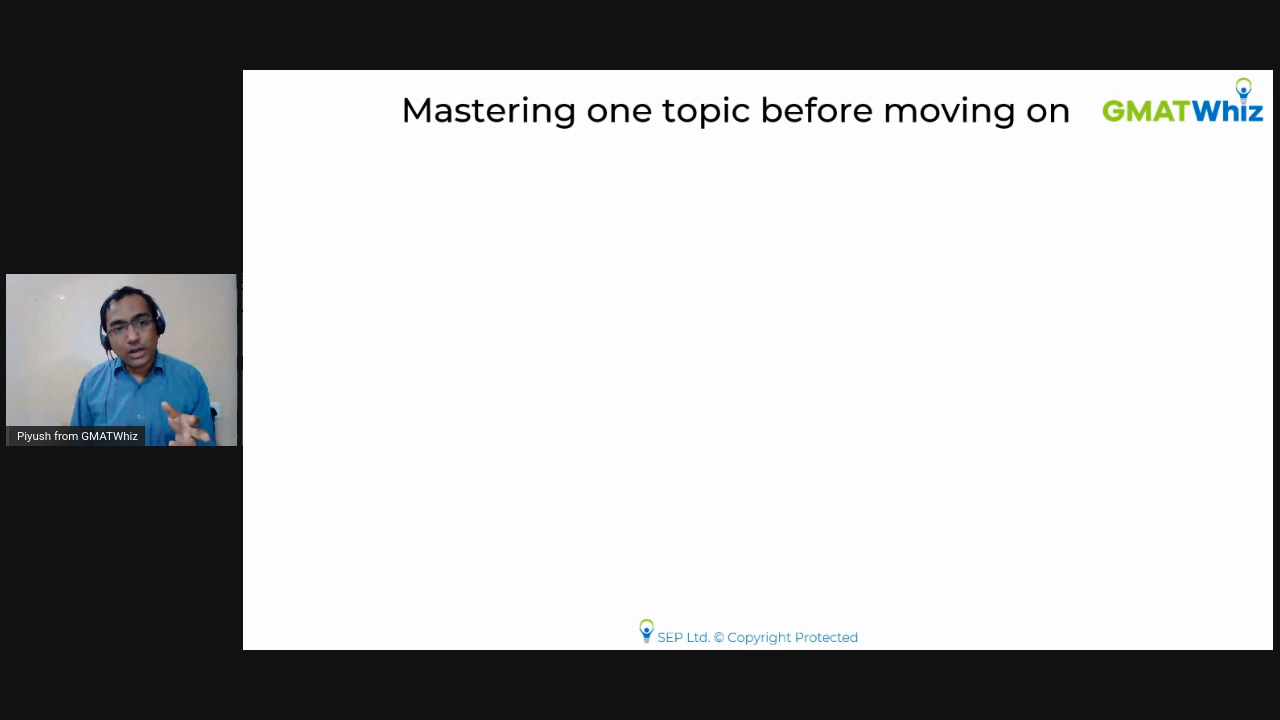 Mastering one topic before moving on
GMATWhiz
Piyush from GMATWhiz
SEP Ltd. © Copyright Protected